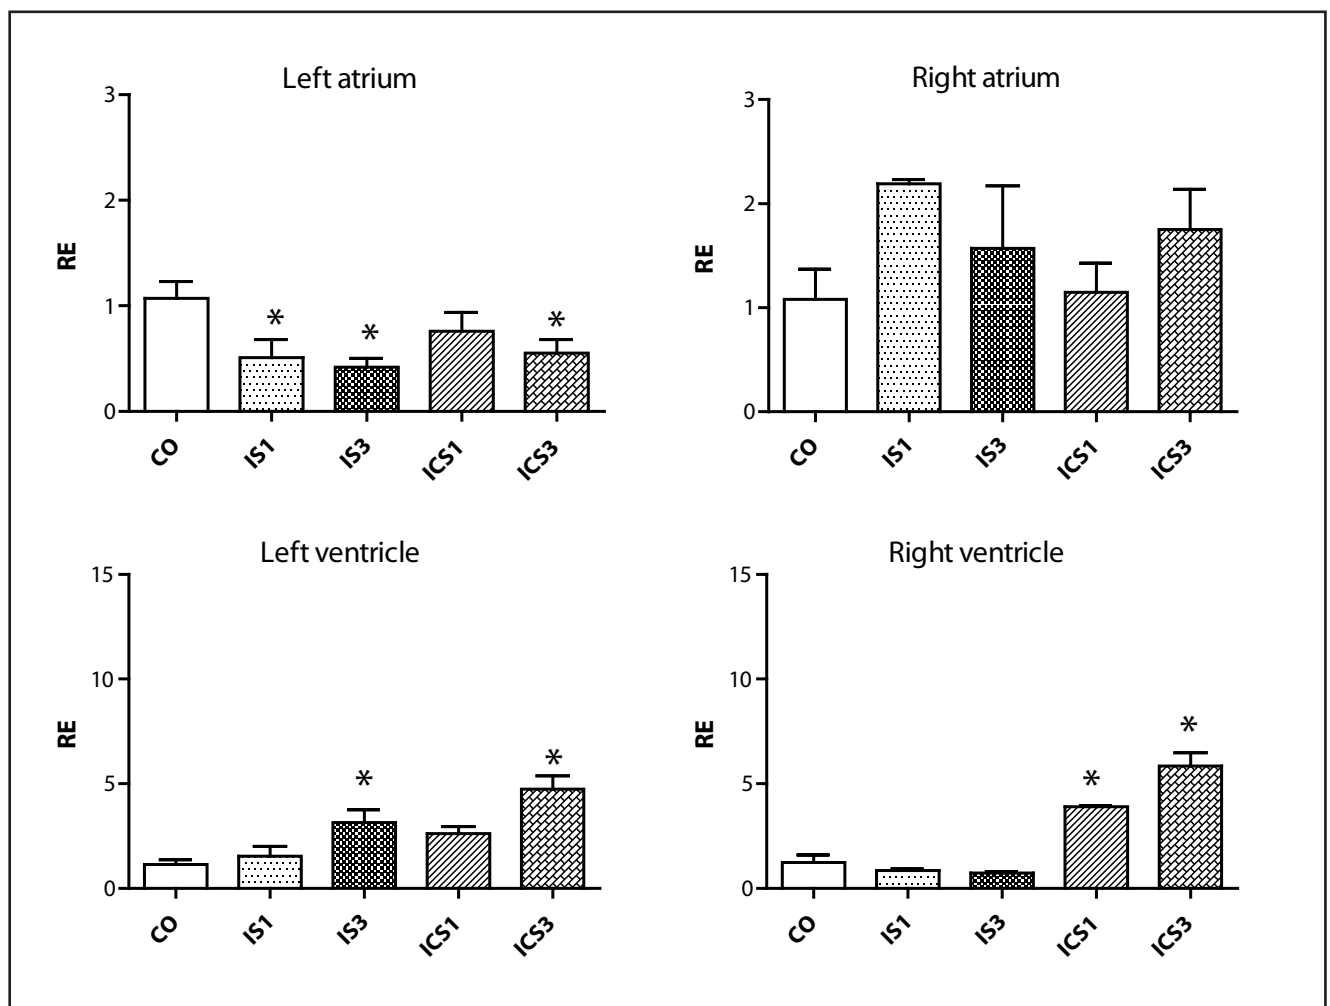 Left atrium
3
2
1
0
RE
* * *
CO IS1 IS3 ICS1 ICS3
Right atrium
3
2
1
0
RE
CO IS1 IS3 ICS1 ICS3
Left ventricle
15
10
5
0
RE
* *
CO IS1 IS3 ICS1 ICS3
Right ventricle
15
10
5
0
RE
* *
CO IS1 IS3 ICS1 ICS3